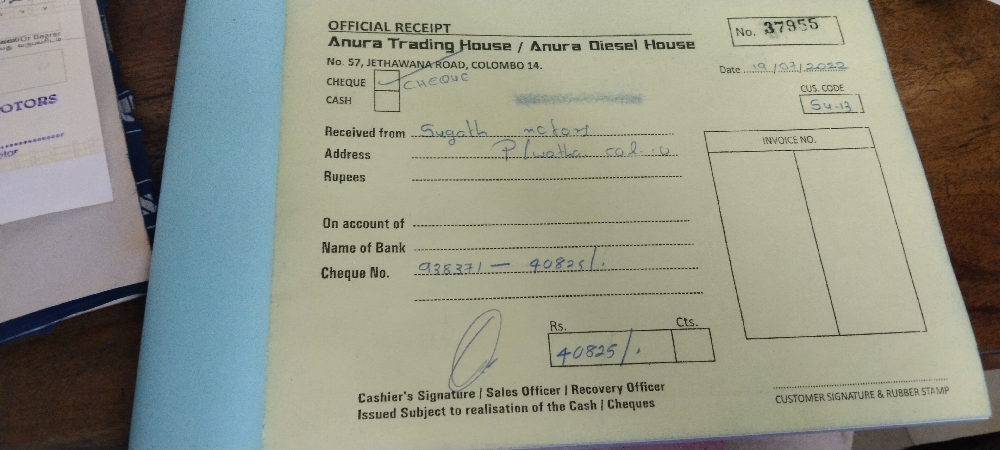 OFFICIAL RECEIPT
Anura Trading House / Anura Diesel House
No. 57, JETHAWANA ROAD, COLOMBO 14.
No. 37955
Date 19/07/2022
CHEQUE CHEQUE
CASH
CUS. CODE
Su-13
Received from Sugath motors
Address P/watha
Rupees
INVOICE NO.
On account of
Name of Bank
Cheque No. 938371 - 40825/.
Rs. Cts.
40825/.
Cashier's Signature / Sales Officer / Recovery Officer
Issued Subject to realisation of the Cash / Cheques
CUSTOMER SIGNATURE & RUBBER STAMP
OTORS